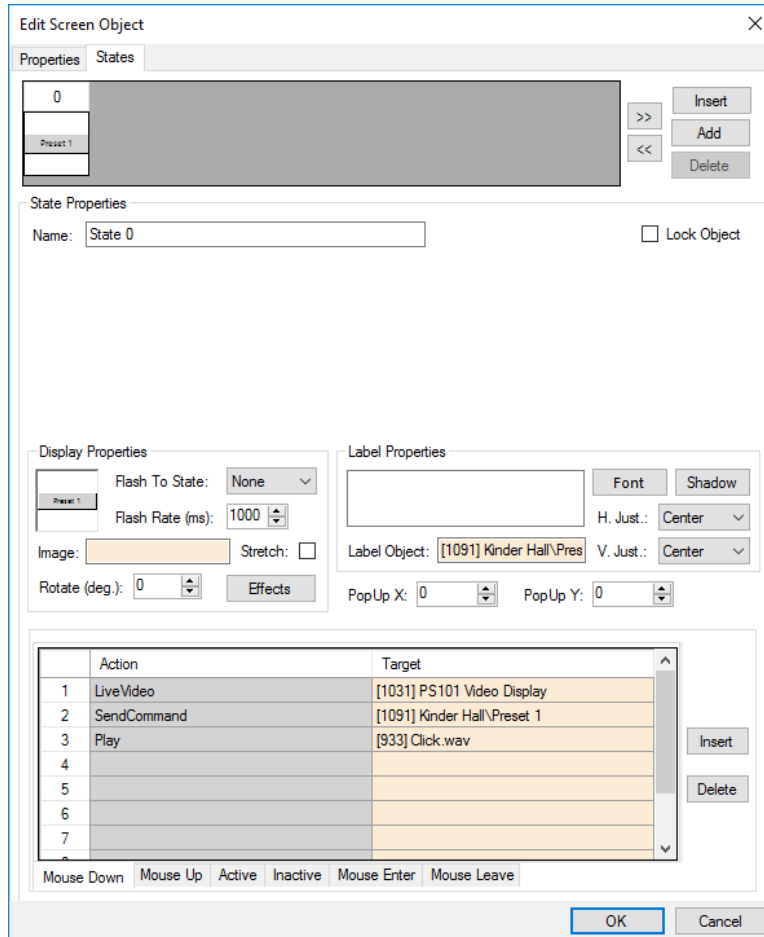 Edit Screen Object
Properties States
0
Preset 1
>>
<<
Insert
Add
Delete
State Properties
Name: State 0
Lock Object
Display Properties
Preset 1
Flash To State: None
Flash Rate (ms): 1000
Image: Stretch:
Rotate (deg.): 0 Effects
Label Properties
Font Shadow
H. Just.: Center
Label Object: [1091] Kinder Hall\Pres V. Just.: Center
PopUp X: 0 PopUp Y: 0
Action Target
1 LiveVideo [1031] PS101 Video Display
2 SendCommand [1091] Kinder Hall\Preset 1
3 Play [933] Click.wav
4
5
6
7
Insert
Delete
Mouse Down Mouse Up Active Inactive Mouse Enter Mouse Leave
OK Cancel